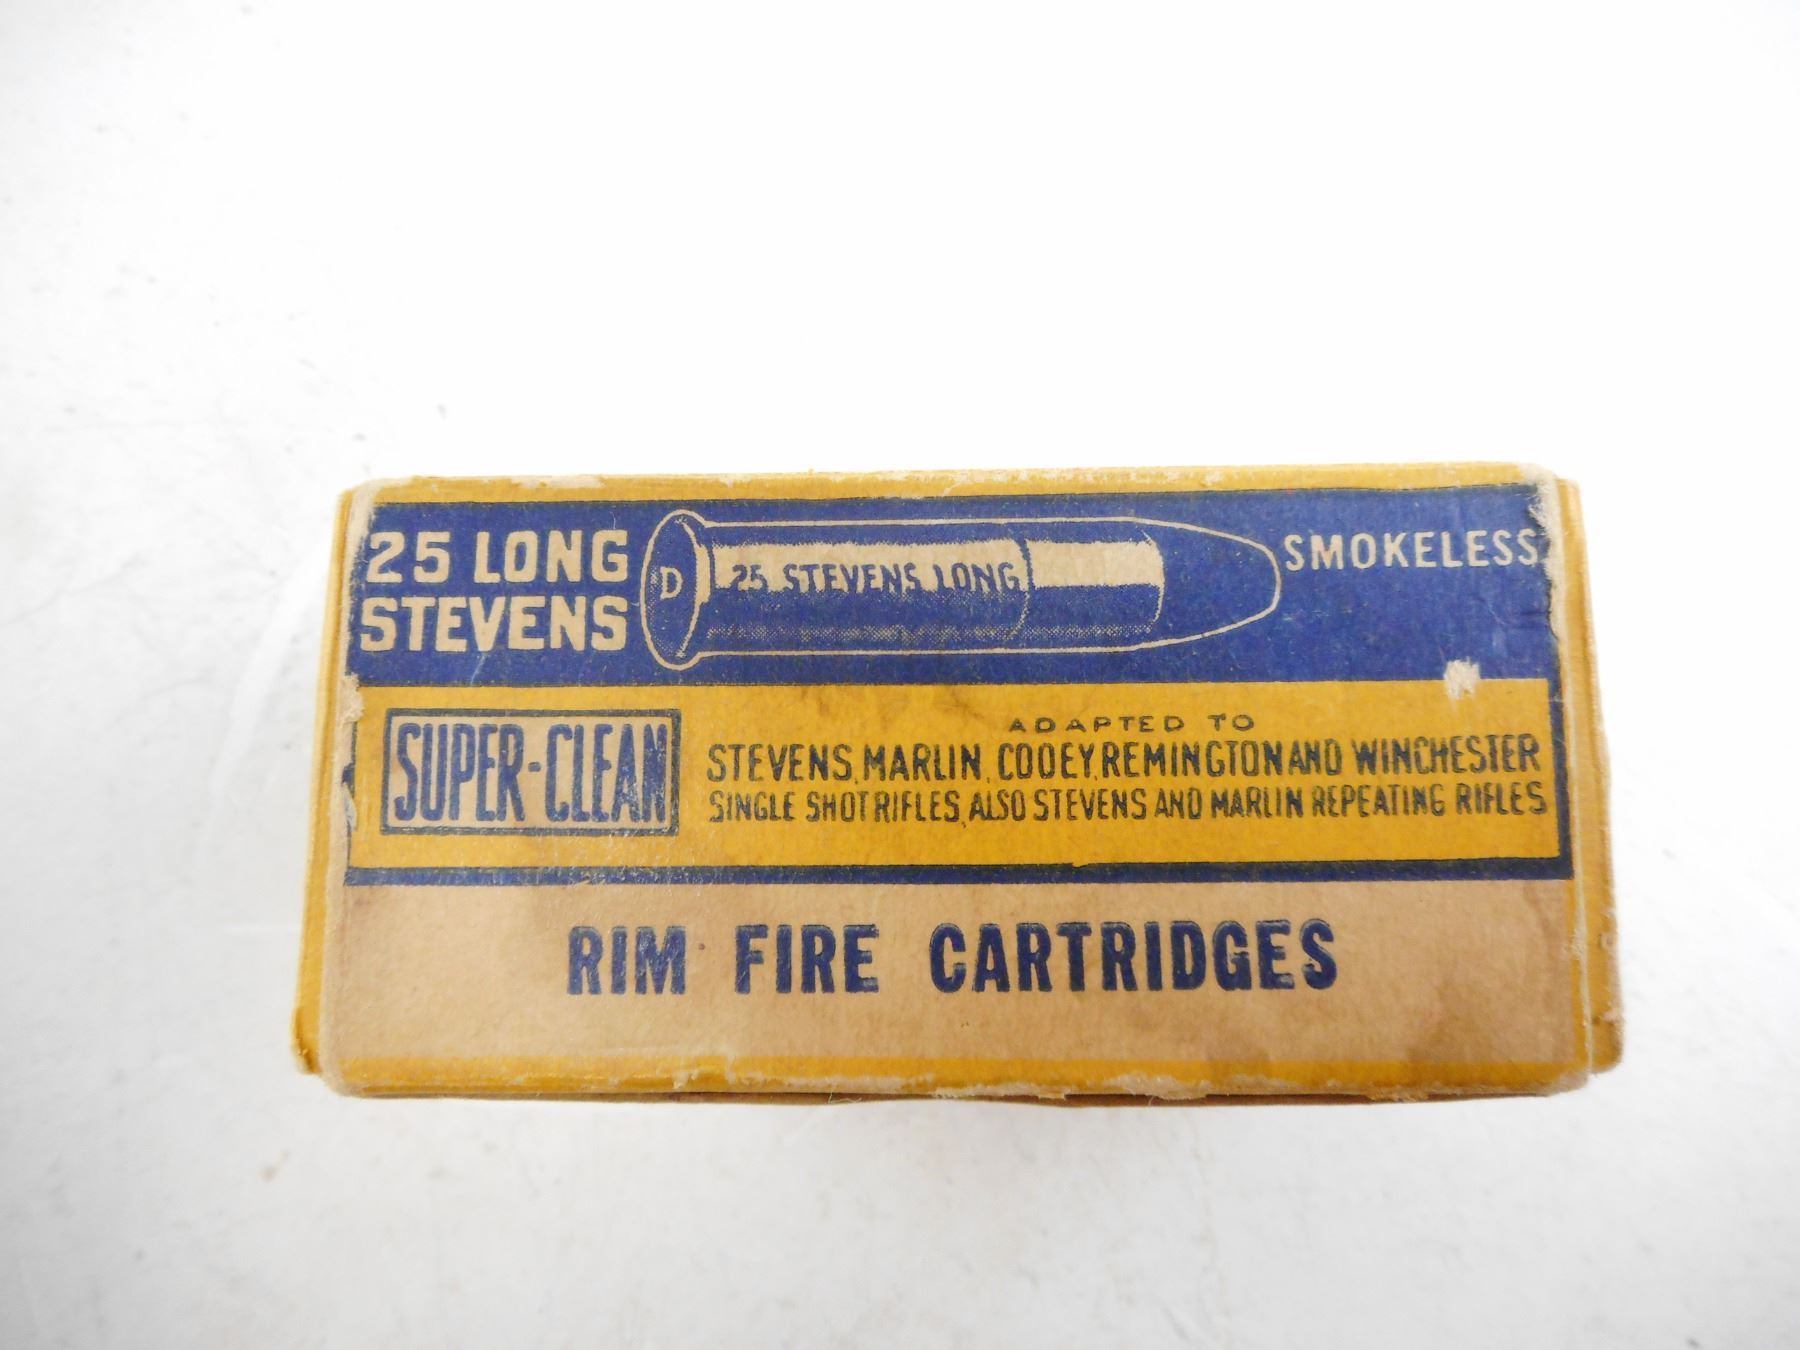 25 LONG
STEVENS
D
25 STEVENS LONG
SMOKELESS
SUPER-CLEAN
ADAPTED TO
STEVENS, MARLIN, COOEY, REMINGTON AND WINCHESTER
SINGLE SHOT RIFLES, ALSO STEVENS AND MARLIN REPEATING RIFLES
RIM FIRE CARTRIDGES